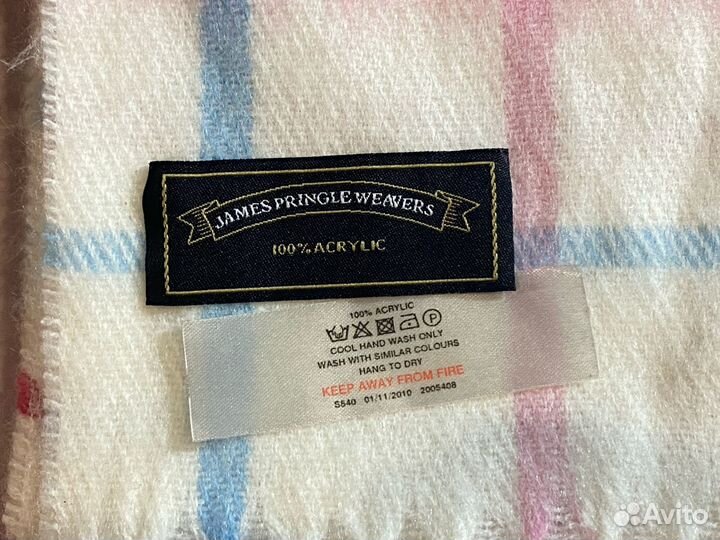 JAMES PRINGLE WEAVERS
100% ACRYLIC
100% ACRYLIC
P
COOL HAND WASH ONLY
WASH WITH SIMILAR COLOURS
HANG TO DRY
KEEP AWAY FROM FIRE
S540 01/11/2010 2005408
Avito